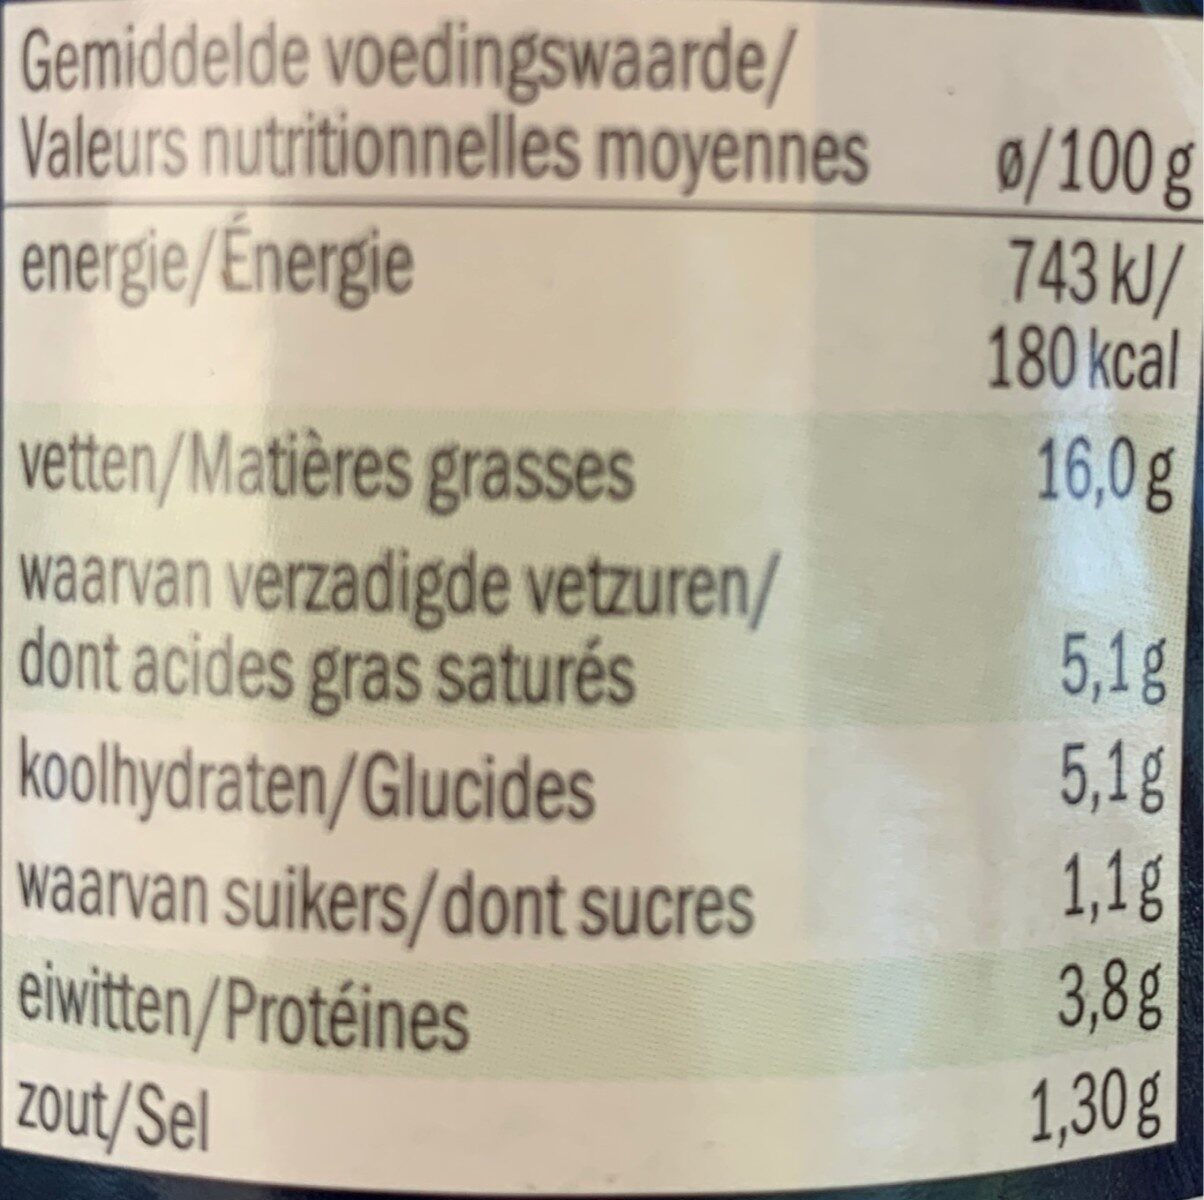 Gemiddelde voedingswaarde/
Valeurs nutritionnelles moyennes ø/100 g
energie/Énergie 743 kJ/
180 kcal
vetten/Matières grasses 16,0 g
waarvan verzadigde vetzuren/
dont acides gras saturés 5,1 g
koolhydraten/Glucides 5,1 g
waarvan suikers/dont sucres 1,1 g
eiwitten/Protéines 3,8 g
zout/Sel 1,30 g